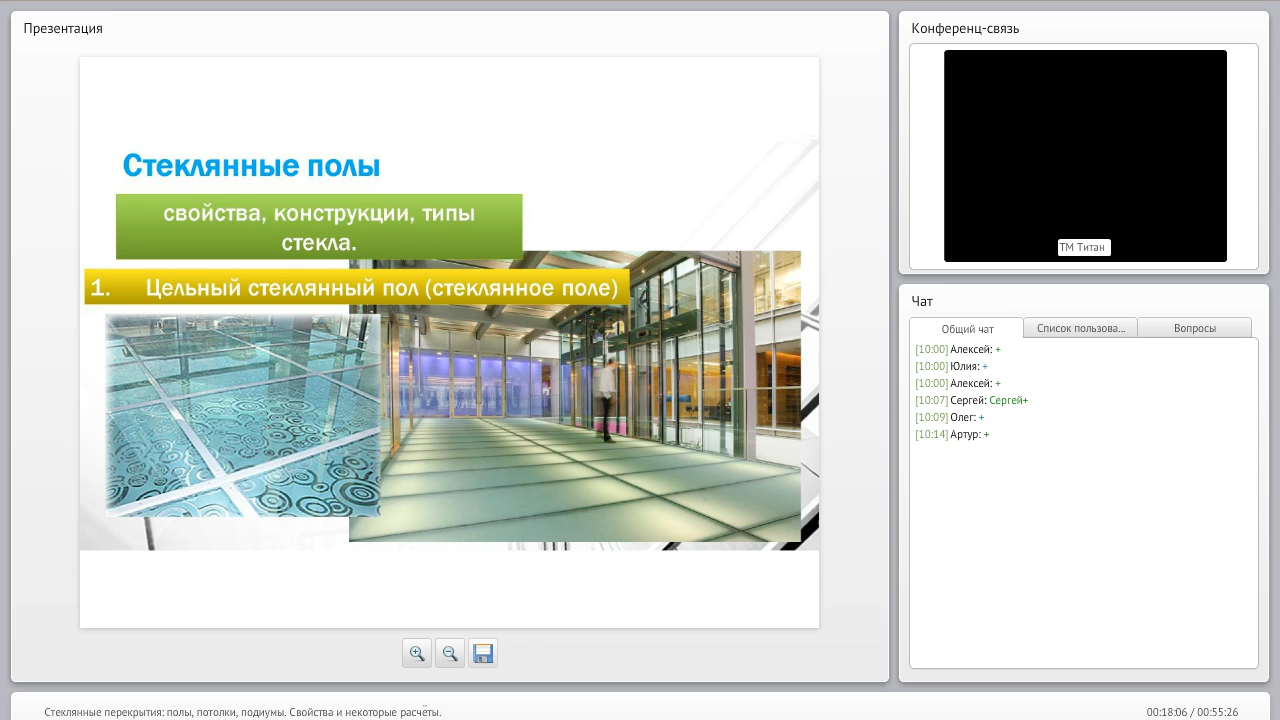 Презентация
Стеклянные полы
свойства, конструкции, типы
стекла.
1. Цельный стеклянный пол (стеклянное поле)
Конференц-связь
ТМ Титан
Чат
Общий чат
Список пользова...
Вопросы
[10:00] Алексей: +
[10:00] Юлия: +
[10:00] Алексей: +
[10:07] Сергей: Сергей+
[10:09] Олег: +
[10:14] Артур: +
Стеклянные перекрытия: полы, потолки, подиумы. Свойства и некоторые расчёты.
00:18:06 / 00:55:26